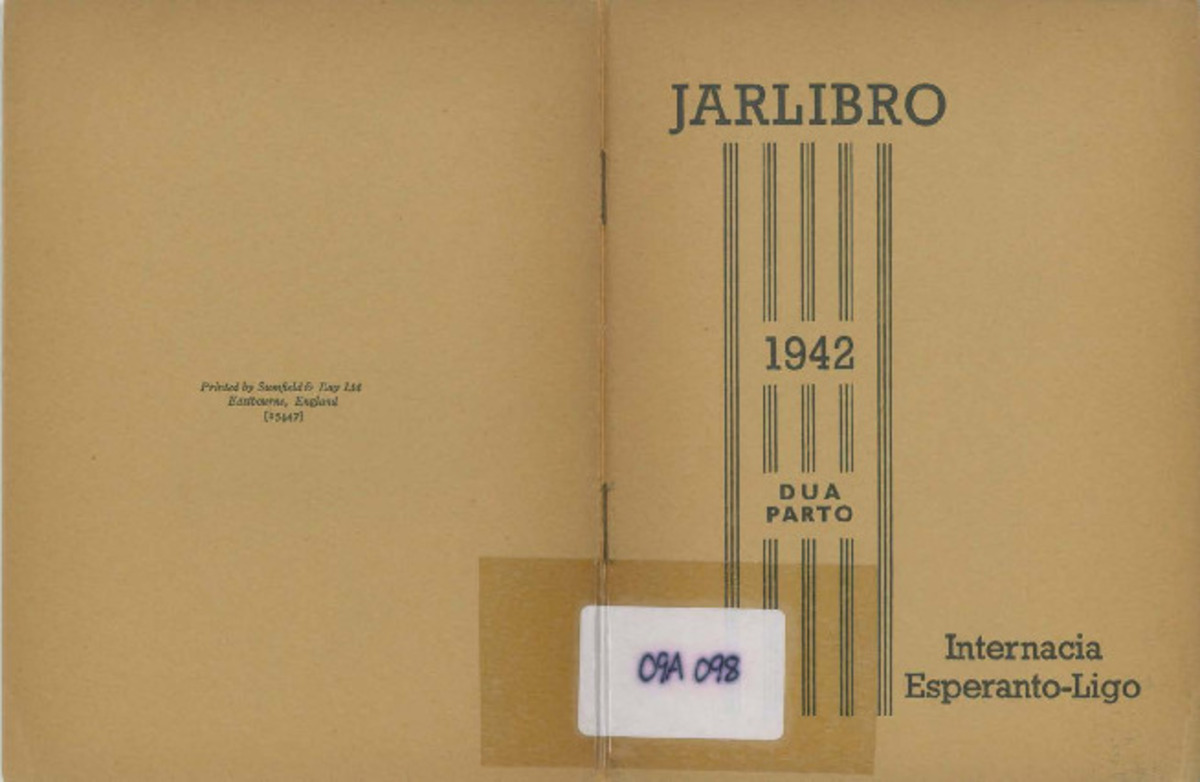 Printed by Sumfield & Day Ltd
Eastbourne, England
JARLIBRO
1942
DUA
PARTO
Internacia
Esperanto-Ligo
09A 098